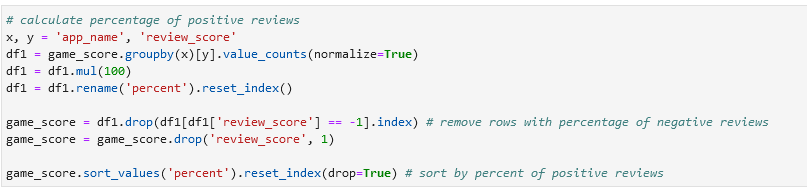 # calculate percentage of positive reviews
x, y = 'app_name', 'review_score'
df1 = game_score.groupby(x)[y].value_counts(normalize=True)
df1 = df1.mul(100)
df1 = df1.rename('percent').reset_index()

game_score = df1.drop(df1[df1['review_score'] == -1].index) # remove rows with percentage of negative reviews
game_score = game_score.drop('review_score', 1)

game_score.sort_values('percent').reset_index(drop=True) # sort by percent of positive reviews